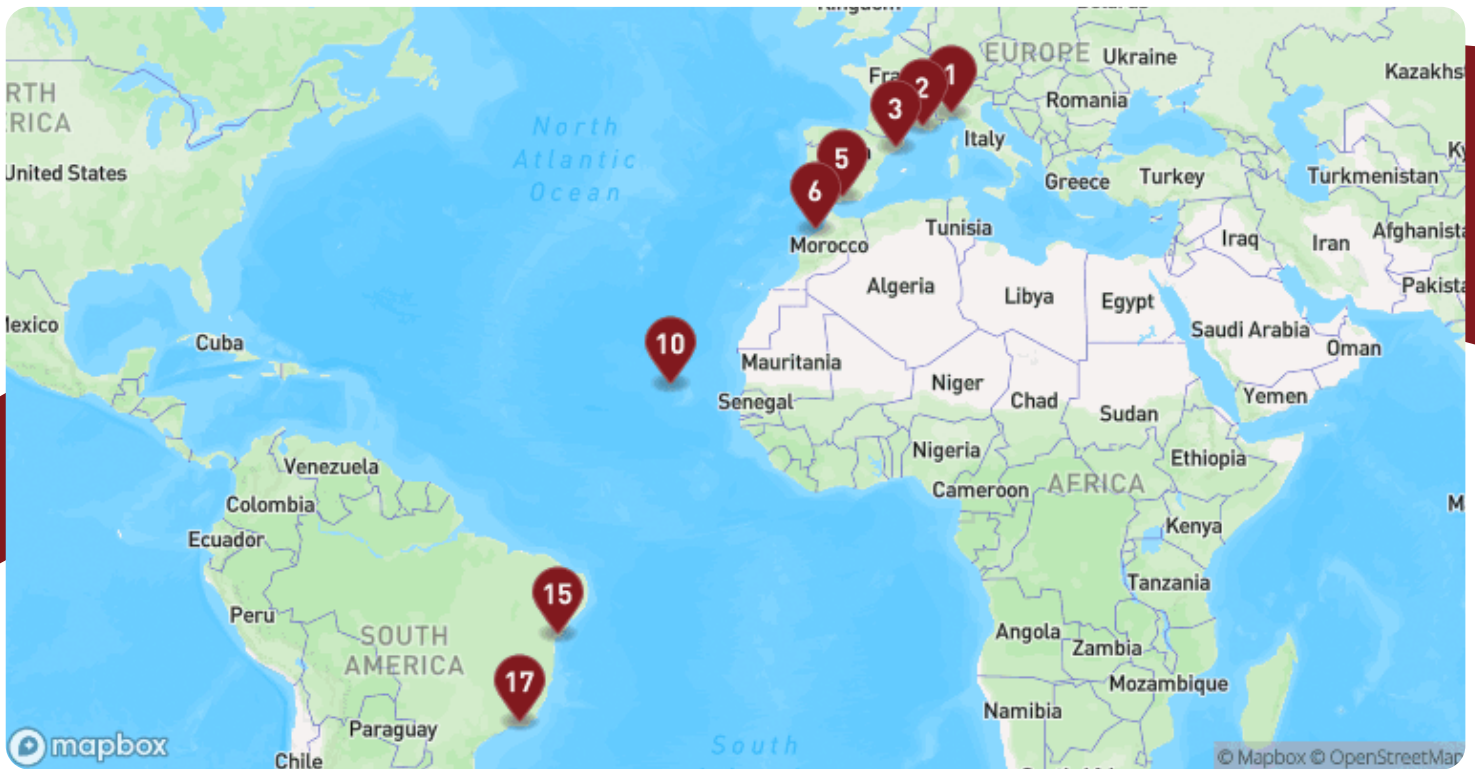 EUROPE
Ukraine
Kazakhs
RTH
ERICA
Fra
1
2
3
Romania
North
Atlantic
Ocean
Italy
United States
5
6
Greece
Turkey
Turkmenistan
Ky
Tunisia
Morocco
Iraq
Iran
Afghanista
Algeria
Libya
Egypt
Pakista
Mexico
Cuba
10
Saudi Arabia
Oman
Mauritania
Niger
Chad
Yemen
Senegal
Sudan
Nigeria
Ethiopia
Venezuela
Cameroon
AFRICA
Colombia
Ecuador
Kenya
15
Tanzania
Peru
SOUTH
AMERICA
Angola
Zambia
17
Mozambique
Namibia
Paraguay
mapbox
South
Chile
© Mapbox © OpenStreetMap